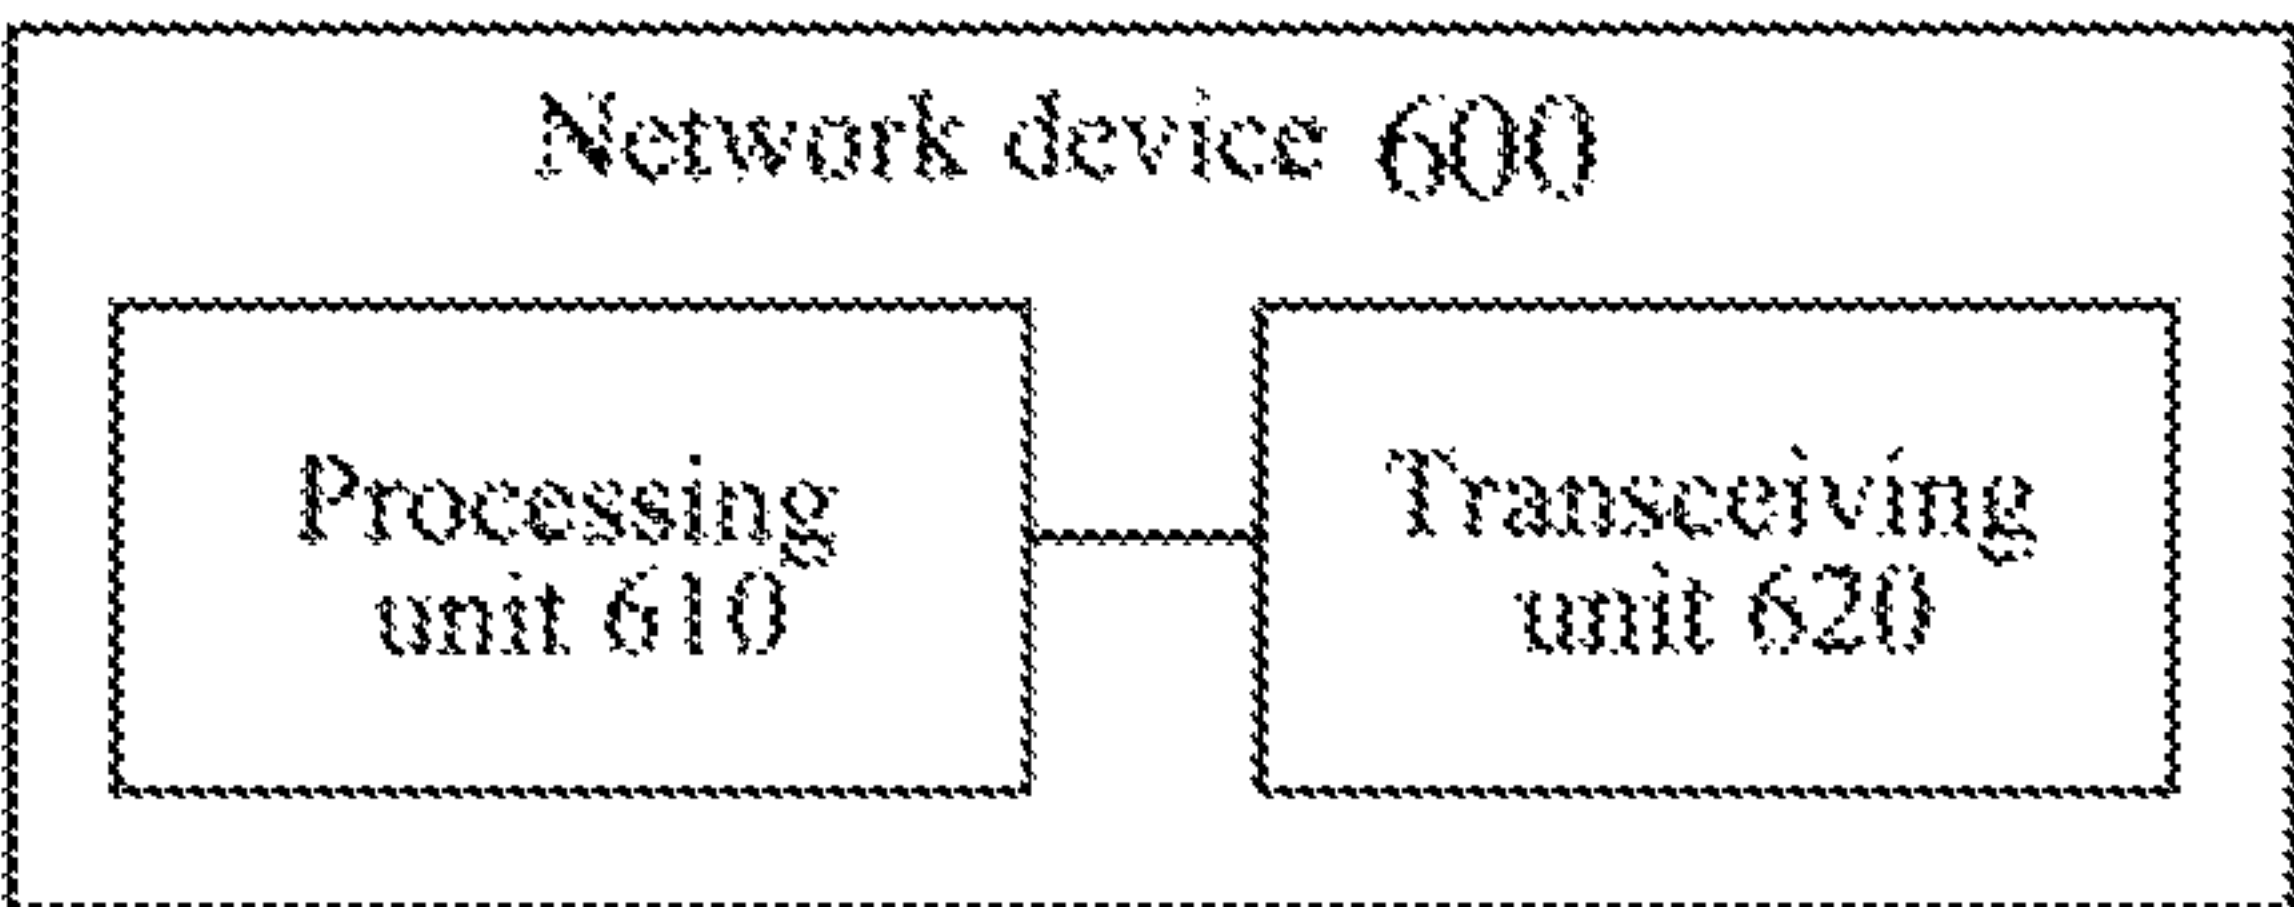 Network device 600
Processing
unit 610
Transceiving
unit 620